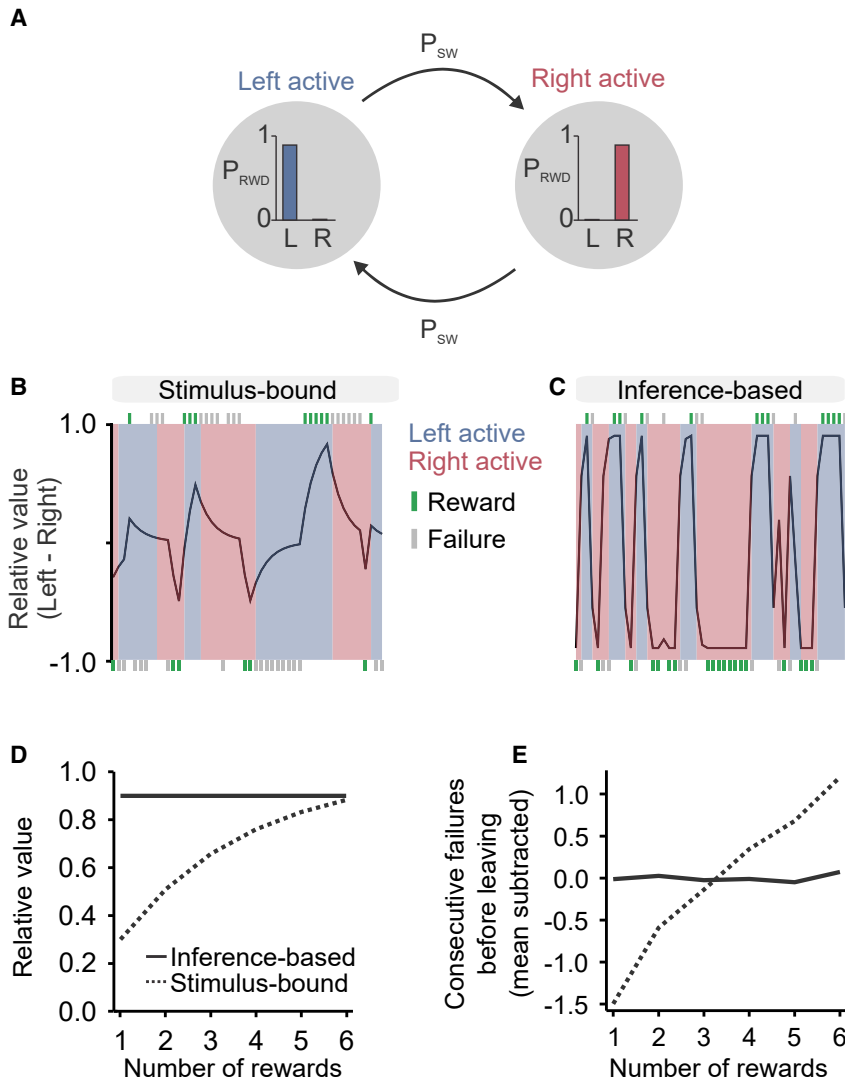 A
P_SW
Left active
Right active
1
P_RWD
0
L R
1
P_RWD
0
L R
P_SW
B
Stimulus-bound
C
Inference-based
1.0
-1.0
Relative value
(Left - Right)
Left active
Right active
Reward
Failure
D
1.0
0.8
0.6
0.4
0.2
0.0
Relative value
Inference-based
Stimulus-bound
1 2 3 4 5 6
Number of rewards
E
1.0
0.5
0.0
-0.5
-1.0
-1.5
Consecutive failures
before leaving
(mean subtracted)
1 2 3 4 5 6
Number of rewards